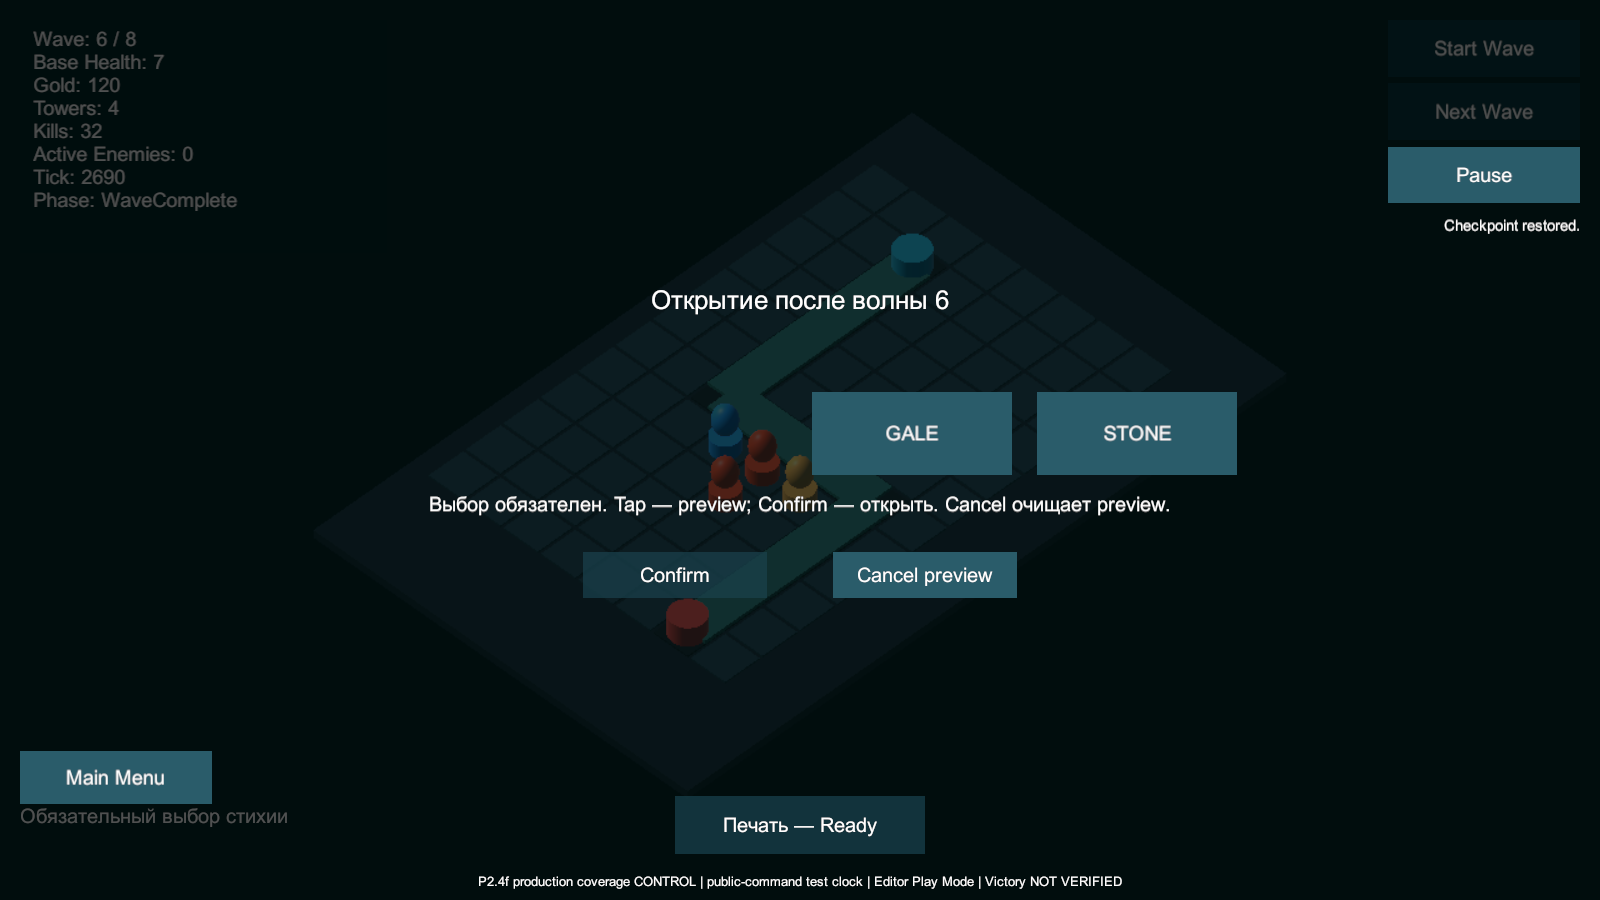 Wave: 6 / 8
Base Health: 7
Gold: 120
Towers: 4
Kills: 32
Active Enemies: 0
Tick: 2690
Phase: WaveComplete
Start Wave
Next Wave
Pause
Checkpoint restored.
Открытие после волны 6
GALE
STONE
Выбор обязателен. Tap — preview; Confirm — открыть. Cancel очищает preview.
Confirm
Cancel preview
Main Menu
Обязательный выбор стихии
Печать — Ready
P2.4f production coverage CONTROL | public-command test clock | Editor Play Mode | Victory NOT VERIFIED